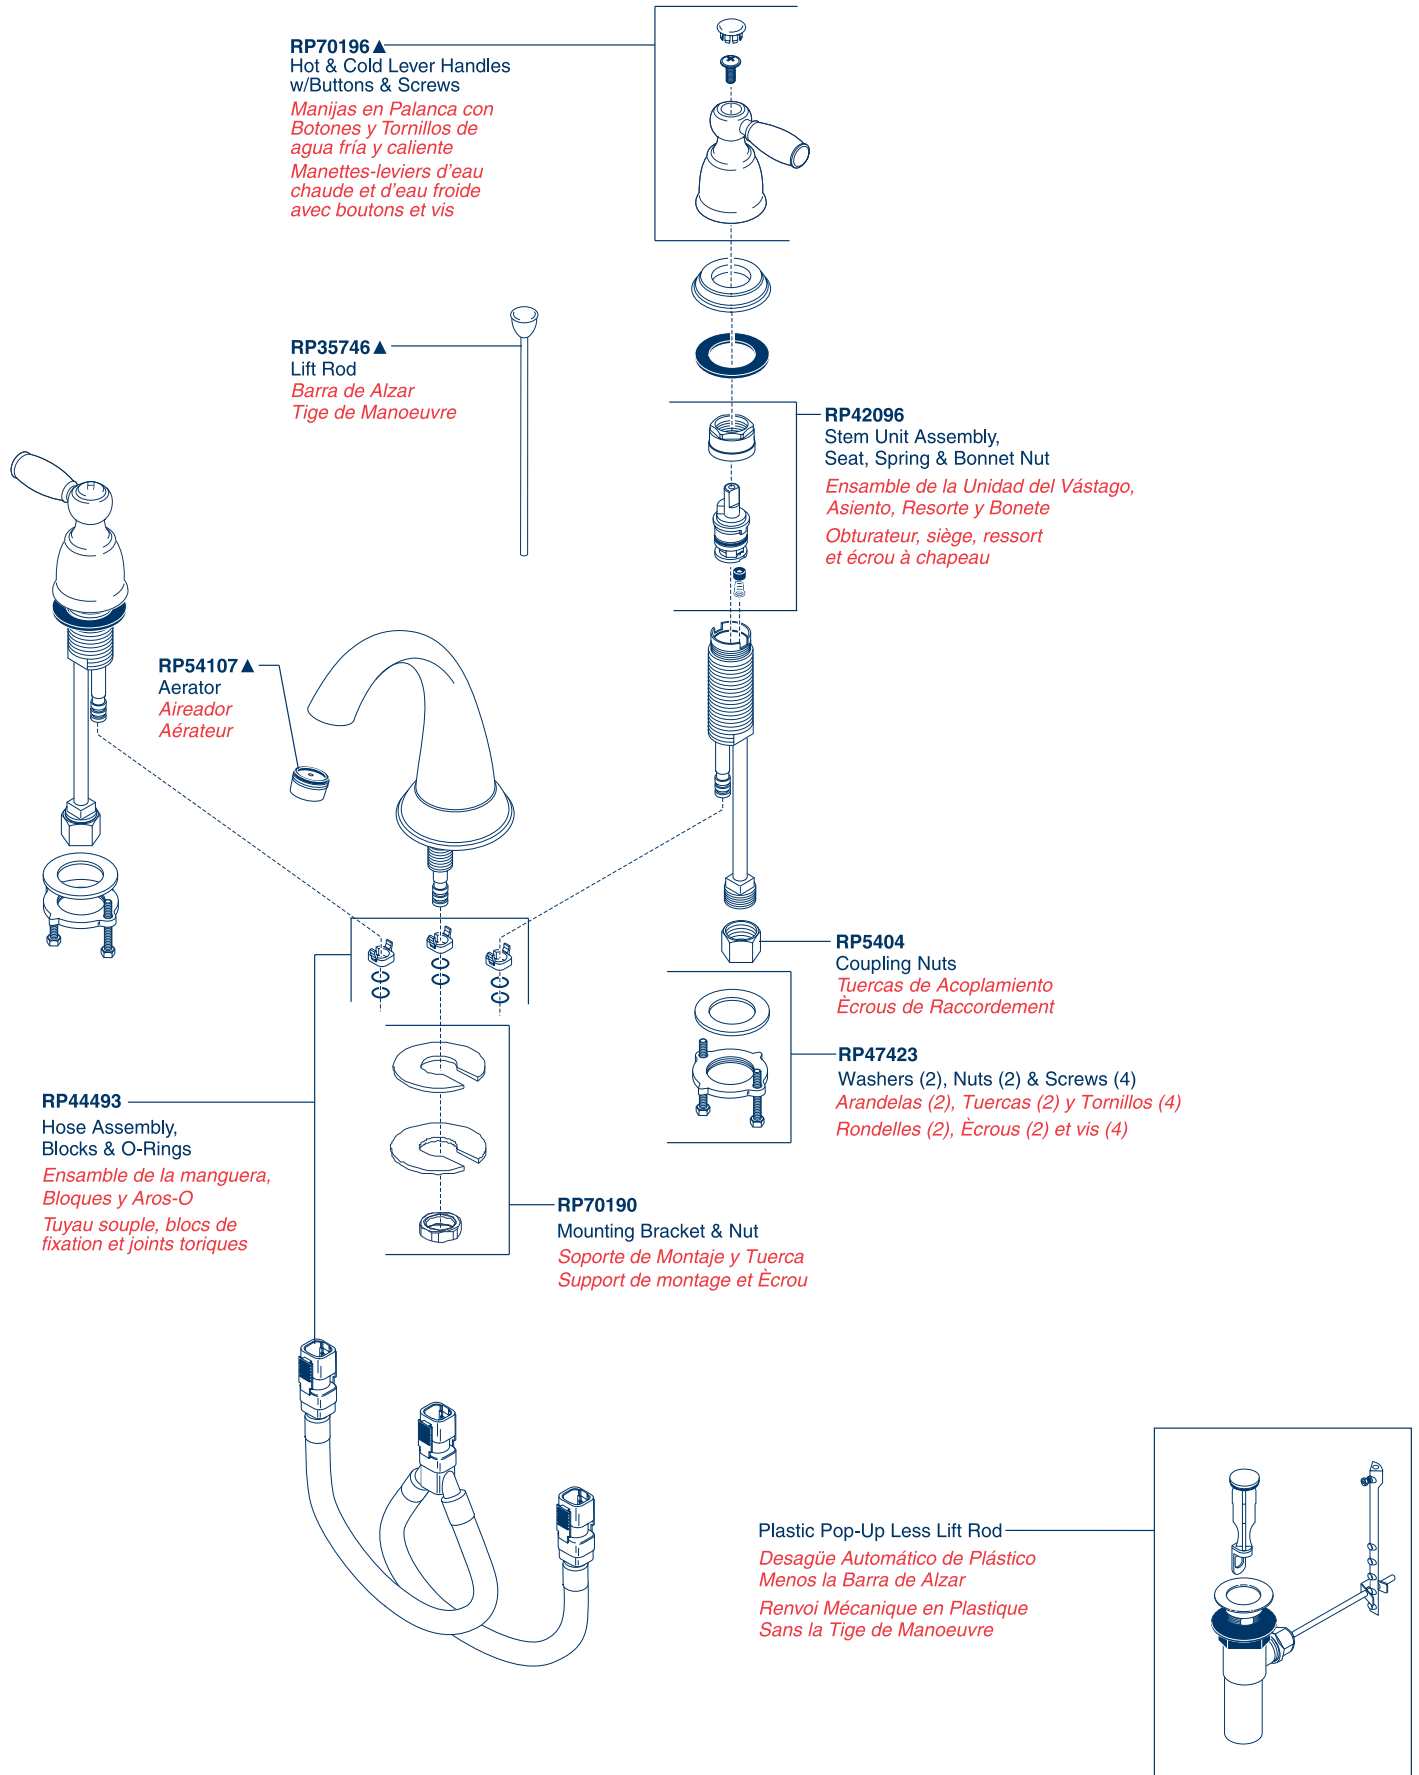 RP70196▲
Hot & Cold Lever Handles
w/Buttons & Screws
Manijas en Palanca con
Botones y Tornillos de
agua fría y caliente
Manettes-leviers d'eau
chaude et d'eau froide
avec boutons et vis
RP35746▲
Lift Rod
Barra de Alzar
Tige de Manoeuvre
RP42096
Stem Unit Assembly,
Seat, Spring & Bonnet Nut
Ensamble de la Unidad del Vástago,
Asiento, Resorte y Bonete
Obturateur, siège, ressort
et écrou à chapeau
RP54107▲
Aerator
Aireador
Aérateur
RP5404
Coupling Nuts
Tuercas de Acoplamiento
Ècrous de Raccordement
RP47423
Washers (2), Nuts (2) & Screws (4)
Arandelas (2), Tuercas (2) y Tornillos (4)
Rondelles (2), Ècrous (2) et vis (4)
RP44493
Hose Assembly,
Blocks & O-Rings
Ensamble de la manguera,
Bloques y Aros-O
Tuyau souple, blocs de
fixation et joints toriques
RP70190
Mounting Bracket & Nut
Soporte de Montaje y Tuerca
Support de montage et Ècrou
Plastic Pop-Up Less Lift Rod
Desagüe Automático de Plástico
Menos la Barra de Alzar
Renvoi Mécanique en Plastique
Sans la Tige de Manoeuvre